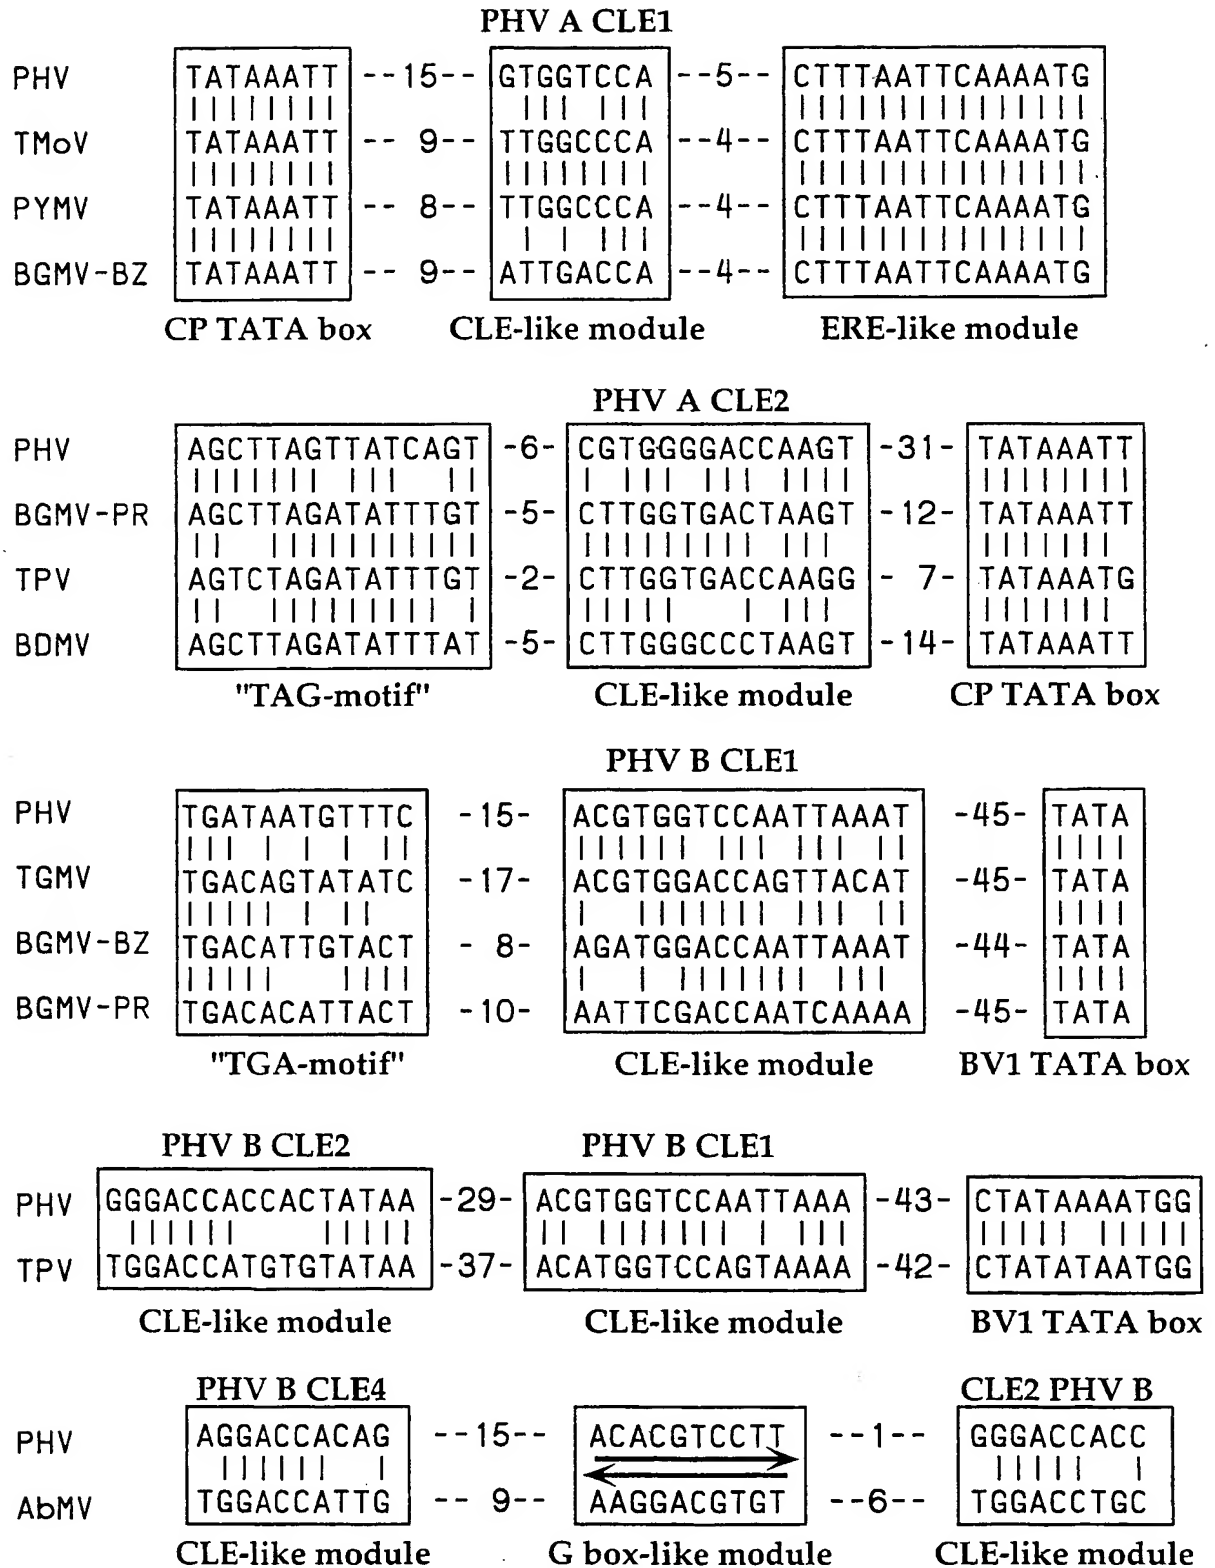 PHV A CLE1
PHV TATAAATT --15-- GTGGTCCA --5-- CTTTAATTCAAAATG
TMoV TATAAATT -- 9-- TTGGCCCA --4-- CTTTAATTCAAAATG
PYMV TATAAATT -- 8-- TTGGCCCA --4-- CTTTAATTCAAAATG
BGMV-BZ TATAAATT -- 9-- ATTGACCA --4-- CTTTAATTCAAAATG
CP TATA box CLE-like module ERE-like module
PHV A CLE2
PHV AGCTTAGTTATCAGT -6- CGTGGGGACCAAGT -31- TATAAATT
BGMV-PR AGCTTAGATATTTGT -5- CTTGGTGACTAAGT -12- TATAAATT
TPV AGTCTAGATATTTGT -2- CTTGGTGACCAAGG - 7- TATAAATG
BDMV AGCTTAGATATTTAT -5- CTTGGGCCCTAAGT -14- TATAAATT
"TAG-motif" CLE-like module CP TATA box
PHV B CLE1
PHV TGATAATGTTTC -15- ACGTGGTCCAATTAAAT -45- TATA
TGMV TGACAGTATATC -17- ACGTGGACCAGTTACAT -45- TATA
BGMV-BZ TGACATTGTACT - 8- AGATGGACCAATTAAAT -44- TATA
BGMV-PR TGACACATTACT -10- AATTCGACCAATCAAAA -45- TATA
"TGA-motif" CLE-like module BV1 TATA box
PHV B CLE2 PHV B CLE1
PHV GGGACCACCACTATAA -29- ACGTGGTCCAATTAAA -43- CTATAAAATGG
TPV TGGACCATGTGTATAA -37- ACATGGTCCAGTAAAA -42- CTATATAATGG
CLE-like module CLE-like module BV1 TATA box
PHV B CLE4 CLE2 PHV B
PHV AGGACCACAG --15-- ACACGTCCTT --1-- GGGACCACC
AbMV TGGACCATTG -- 9-- AAGGACGTGT --6-- TGGACCTGC
CLE-like module G box-like module CLE-like module